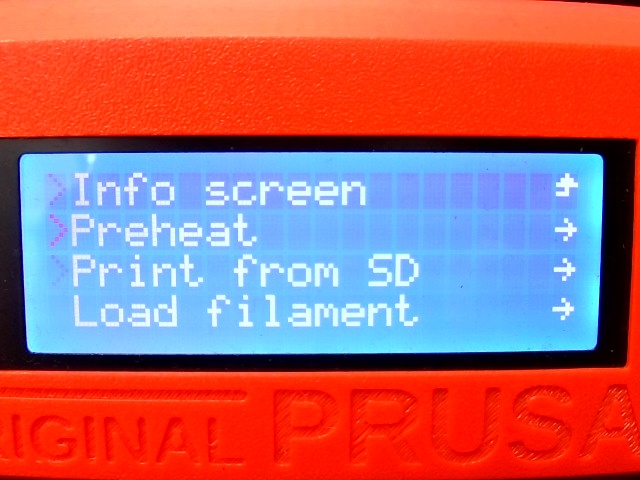 >Info screen
>Preheat →
>Print from SD →
Load filament →
RIGINAL PRUSA